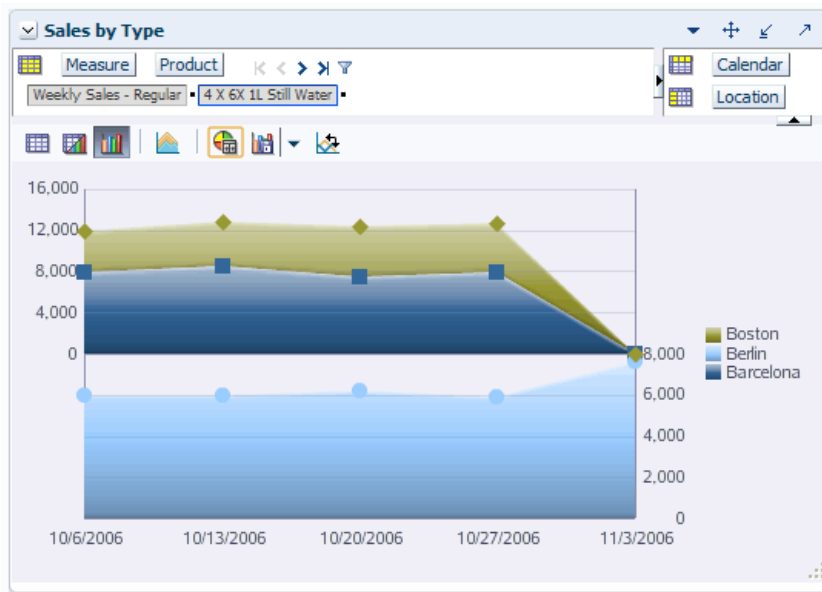 Sales by Type
Measure Product
Calendar
Weekly Sales - Regular 4 X 6X 1L Still Water
Location
16,000
12,000
8,000
4,000
0
8,000
6,000
4,000
2,000
0
Boston
Berlin
Barcelona
10/6/2006 10/13/2006 10/20/2006 10/27/2006 11/3/2006